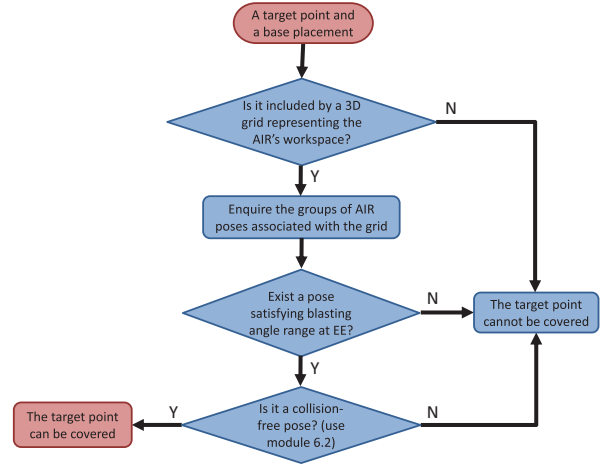 A target point and
a base placement
Is it included by a 3D
grid representing the
AIR's workspace?
N
Y
Enquire the groups of AIR
poses associated with the grid
Exist a pose
satisfying blasting
angle range at EE?
N
The target point
cannot be covered
Y
Is it a collision-
free pose? (use
module 6.2)
Y
N
The target point
can be covered